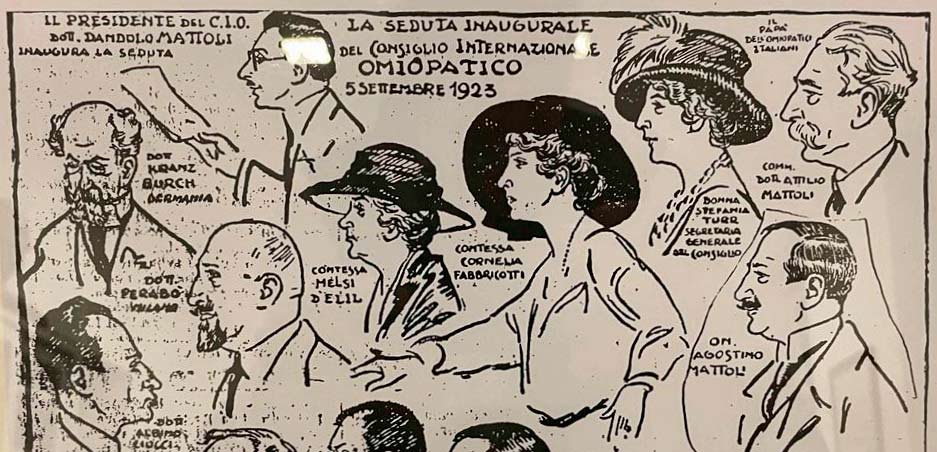 IL PRESIDENTE DEL C.I.O.
DOTT. DANDOLO MATTOLI
INAUGURA LA SEDUTA
LA SEDUTA INAUGURALE
DEL CONSIGLIO INTERNAZIONALE
OMIOPATICO
5 SETTEMBRE 1923
IL
PAPÀ
DEGLI OMIOPATICI
ITALIANI
DOTT
KRANZ
BURCH
GERMANIA
COMM.
DOTT. ATTILIO
MATTOLI
DONNA
STEFANIA
TURR
SEGRETARIA
GENERALE
DEL CONSIGLIO
CONTESSA
CORNELIA
FABBRICOTTI
CONTESSA
MELSI
D'ELIL
DOTT.
PERABO
MILANO
ON.
AGOSTINO
MATTOLI
DOTT.
ALBINO